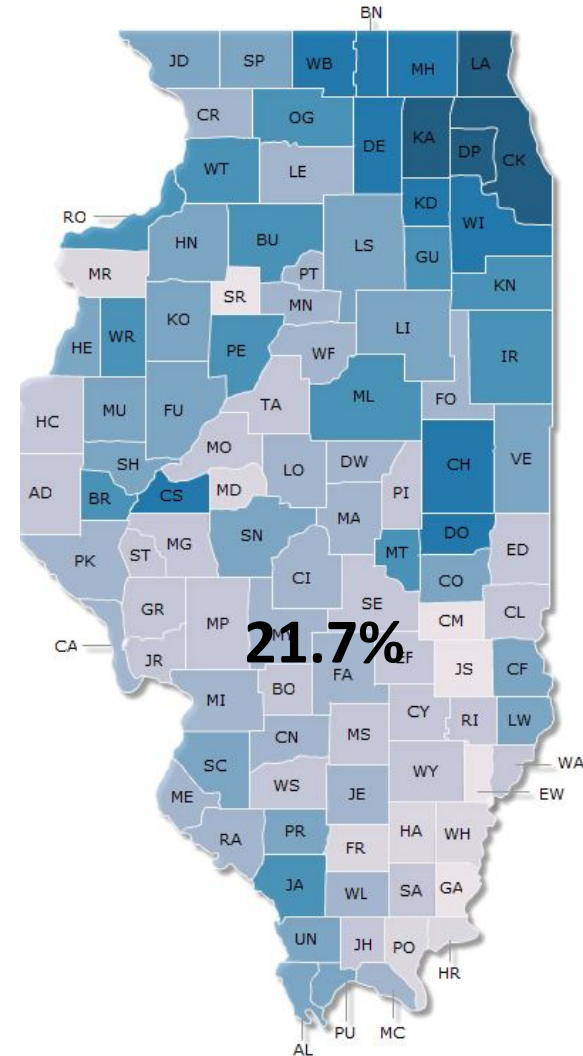 BN
JD SP WB MH LA
CR OG DE KA DP CK
WT LE
KD WI
RO HN BU LS GU
MR PT KN
SR MN
KO LI
HE WR PE WF IR
TA ML FO
HC MU FU
MO
SH LO DW CH VE
AD BR CS MD PI
MA
SN DO
PK ST MG MT ED
CI CO
GR SE
MP CM CL
CA
21.7%
JR FA EF JS CF
BO
MI CY RI LW
CN MS
SC WY WA
WS EW
ME JE
RA PR HA WH
FR
JA WL SA GA
UN JH PO
HR
PU MC
AL